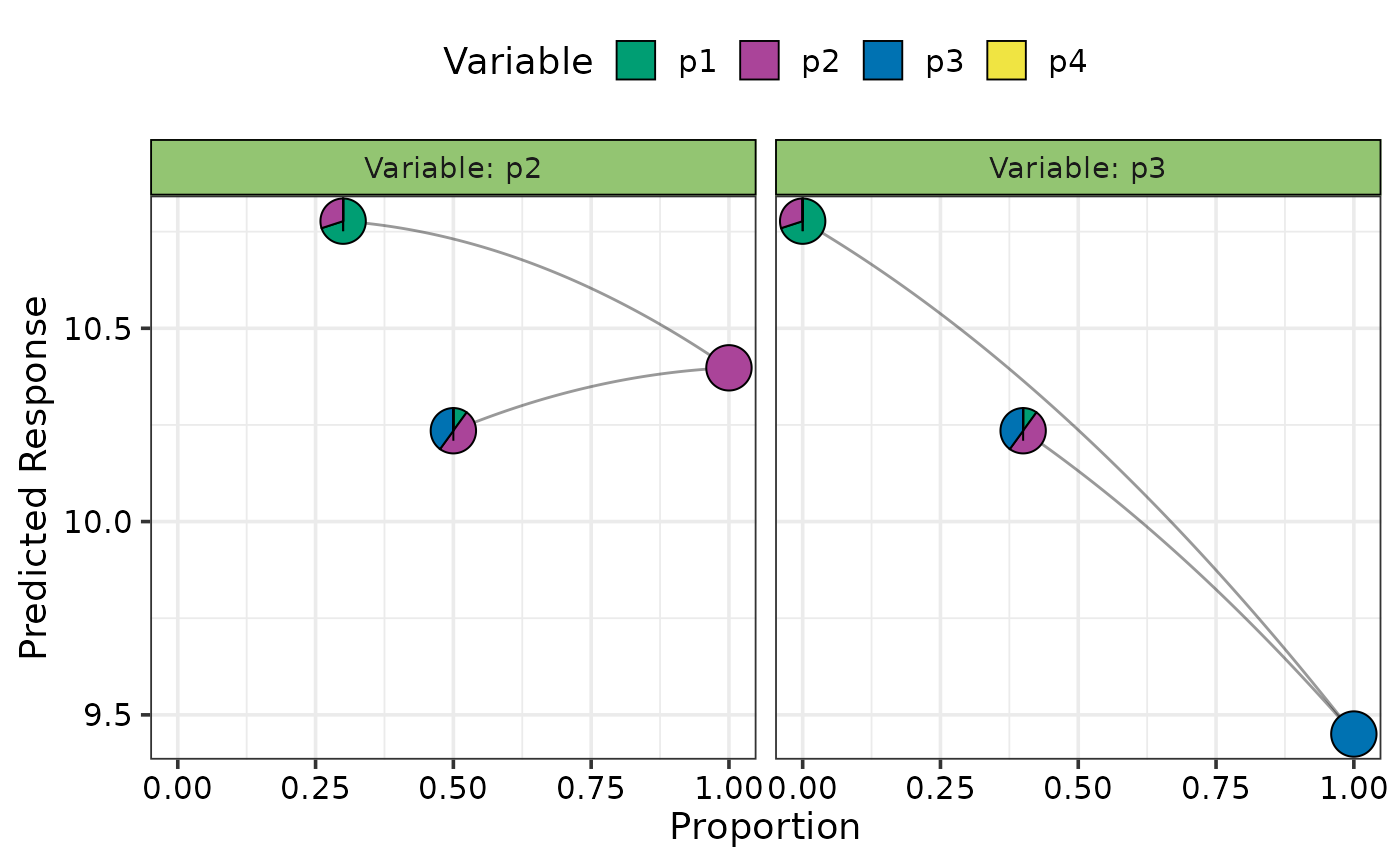 Variable p1 p2 p3 p4
Variable: p2 Variable: p3
Predicted Response
10.5
10.0
9.5
0.00 0.25 0.50 0.75 1.00 0.00 0.25 0.50 0.75 1.00
Proportion